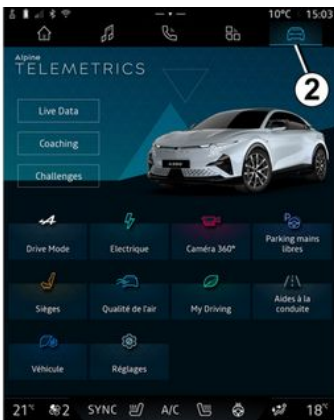 10°C 15:03
2
Alpine
TELEMETRICS
Live Data
Coaching
Challenges
Drive Mode
Electrique
Caméra 360°
Parking mains
libres
Sièges
Qualité de l'air
My Driving
Aides à la
conduite
Véhicule
Réglages
21°C 2 SYNC A/C 18°